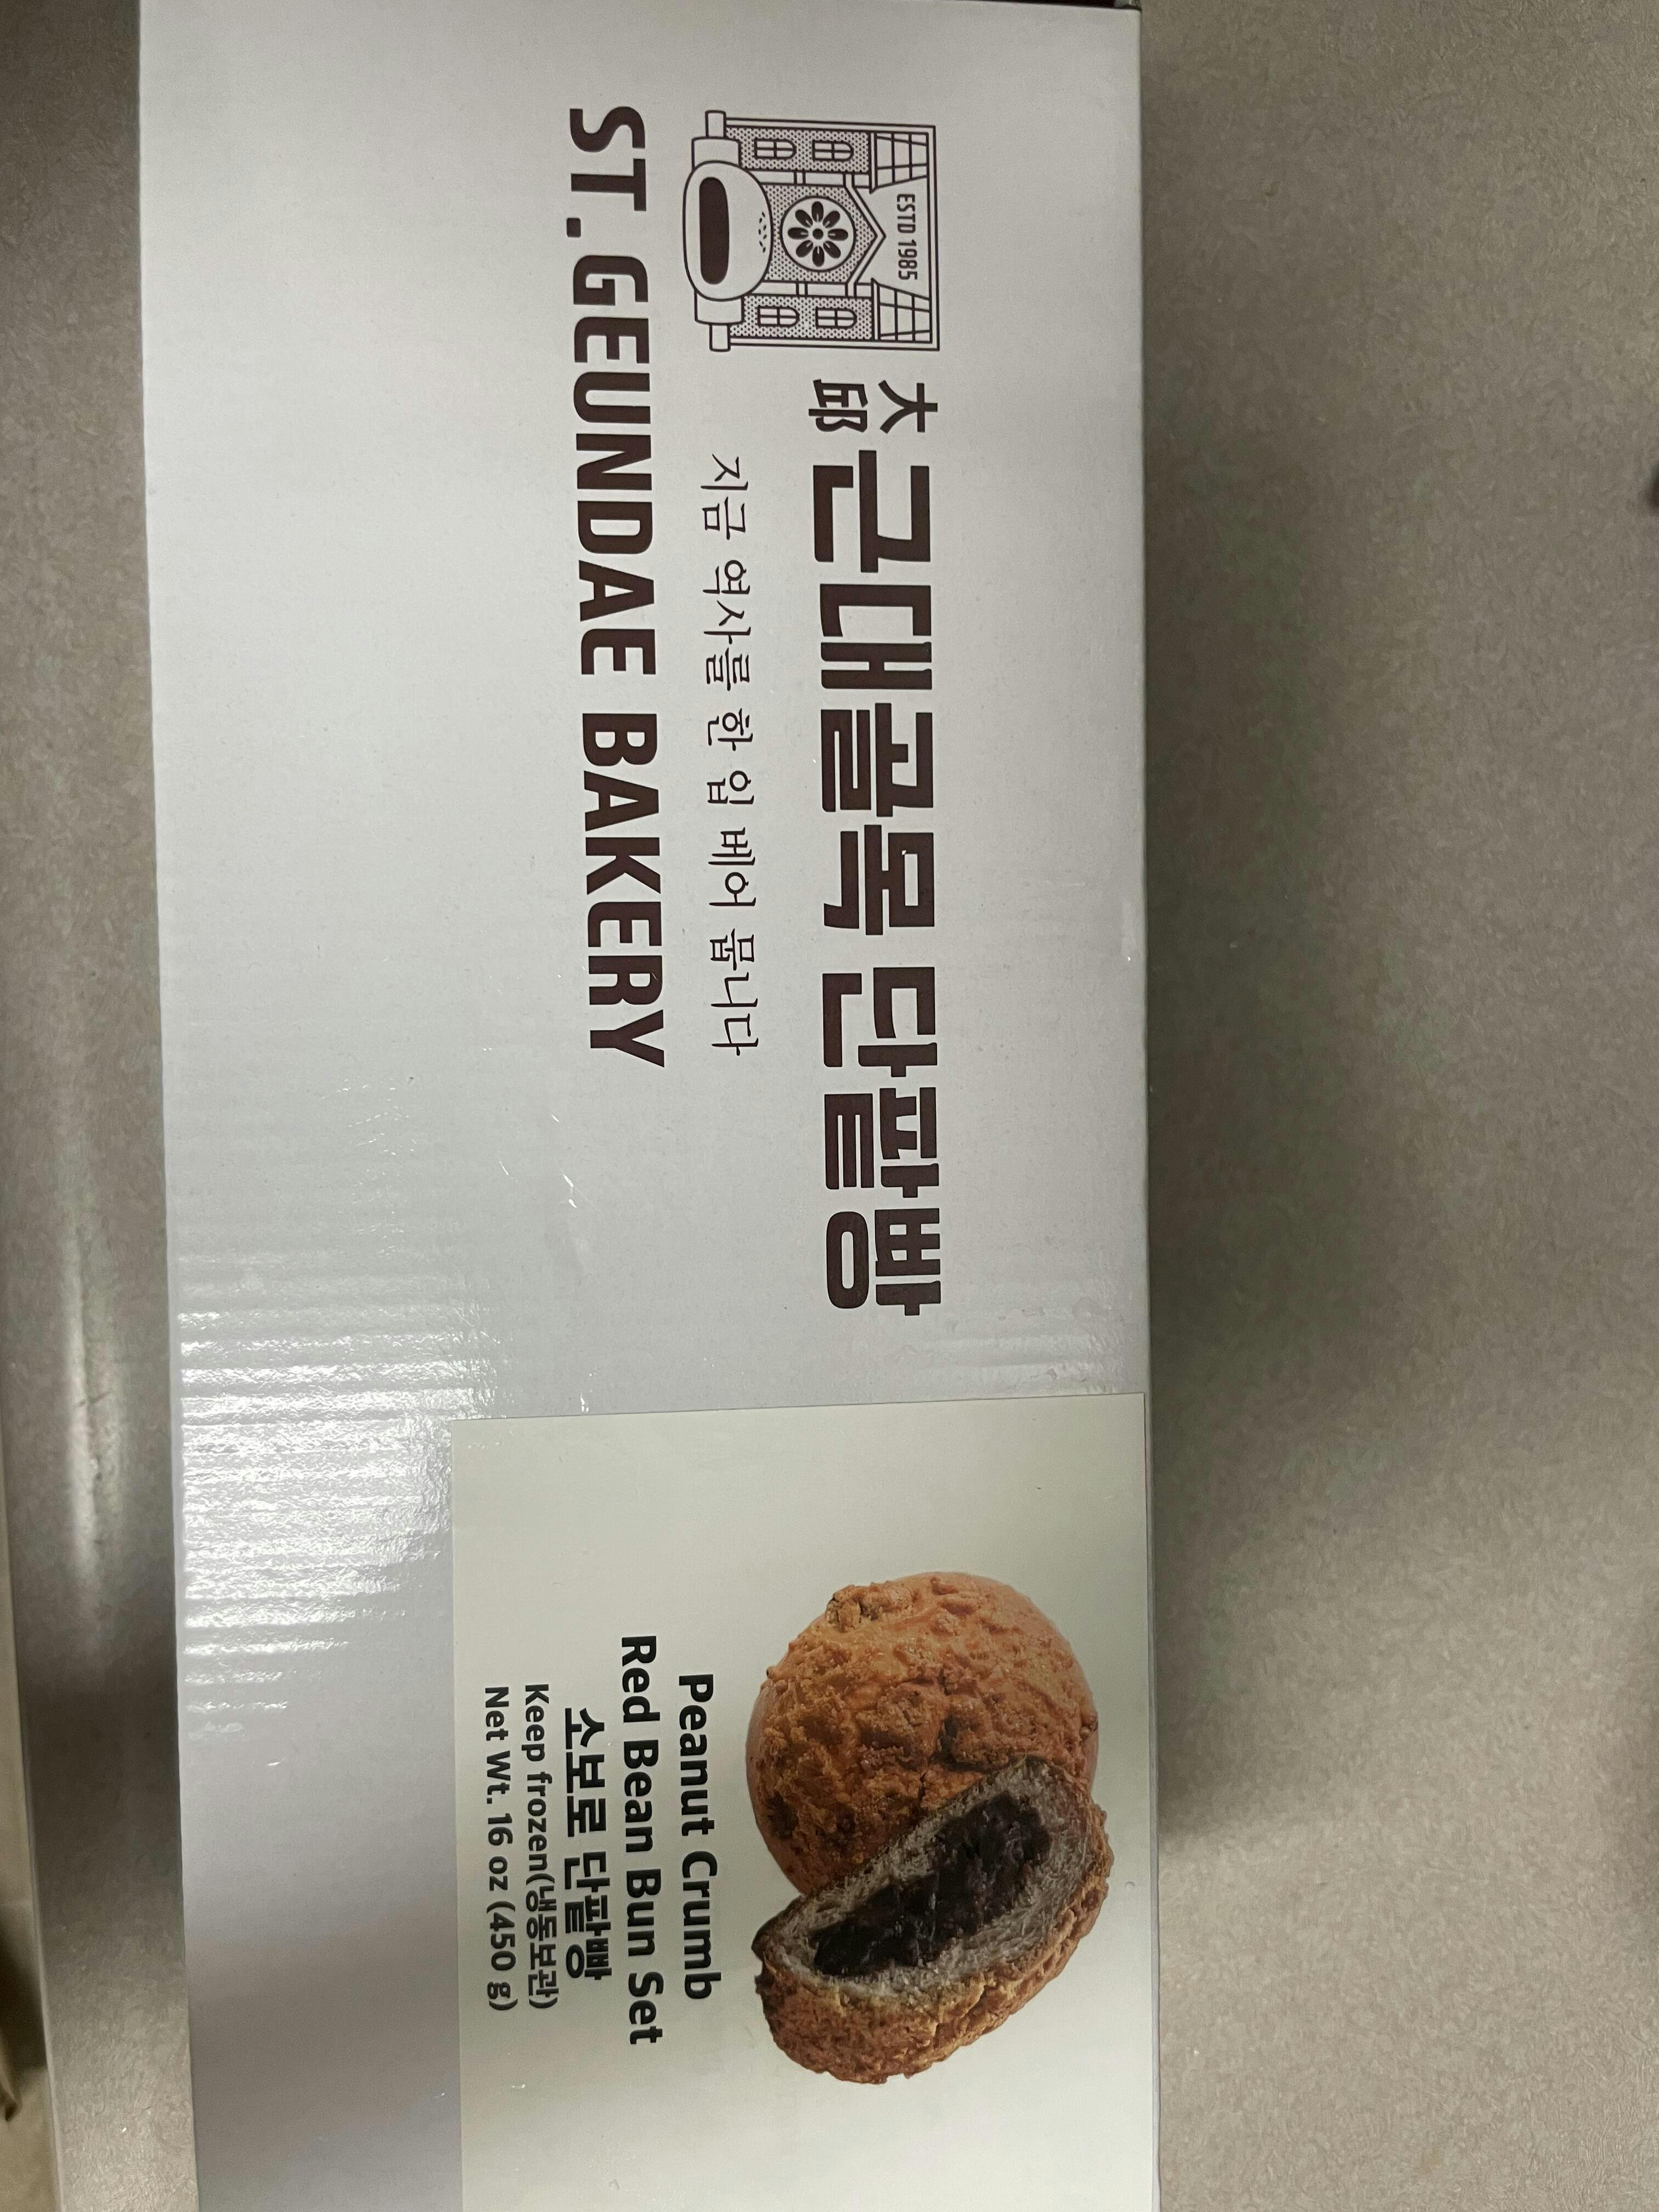 ESTD 1985
大邱 근대골목 단팥빵
지금 역사를 한 입 베어 뭅니다
ST. GEUNDAE BAKERY
Peanut Crumb
Red Bean Bun Set
소보로 단팥빵
Keep frozen(냉동보관)
Net Wt. 16 oz (450 g)